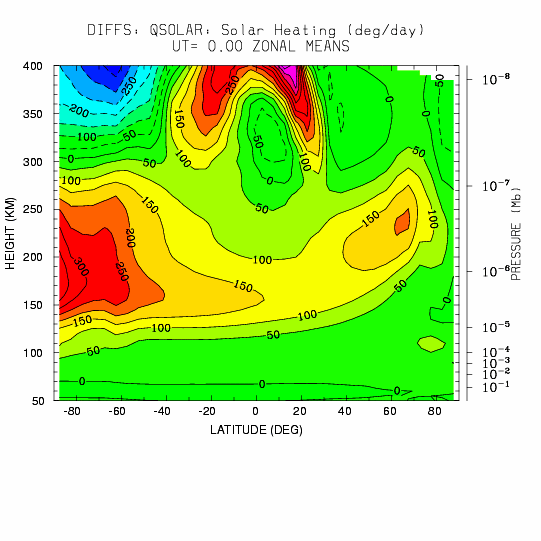 DIFFS: QSOLAR: Solar Heating (deg/day)
UT= 0.00 ZONAL MEANS
400
350
300
250
200
150
100
50
HEIGHT (KM)
-80 -60 -40 -20 0 20 40 60 80
LATITUDE (DEG)
10-8
10-7
10-6
10-5
10-4
10-3
10-2
10-1
PRESSURE (Mb)
250 250 50
200 150 0 0
100 50 50
0 50 100 100 50
100 0
150 50 150 100
200
300 250 100
150 50
150 100 0
100 50
50
0 0 0